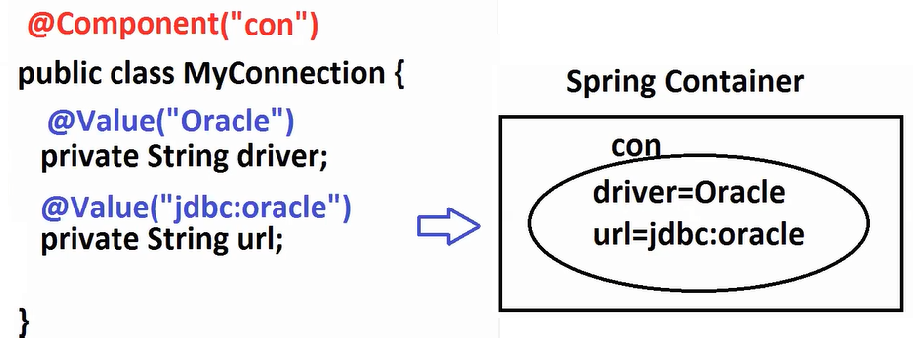 @Component("con")
public class MyConnection {
@Value("Oracle")
private String driver;
@Value("jdbc:oracle")
private String url;
}
Spring Container
con
driver=Oracle
url=jdbc:oracle